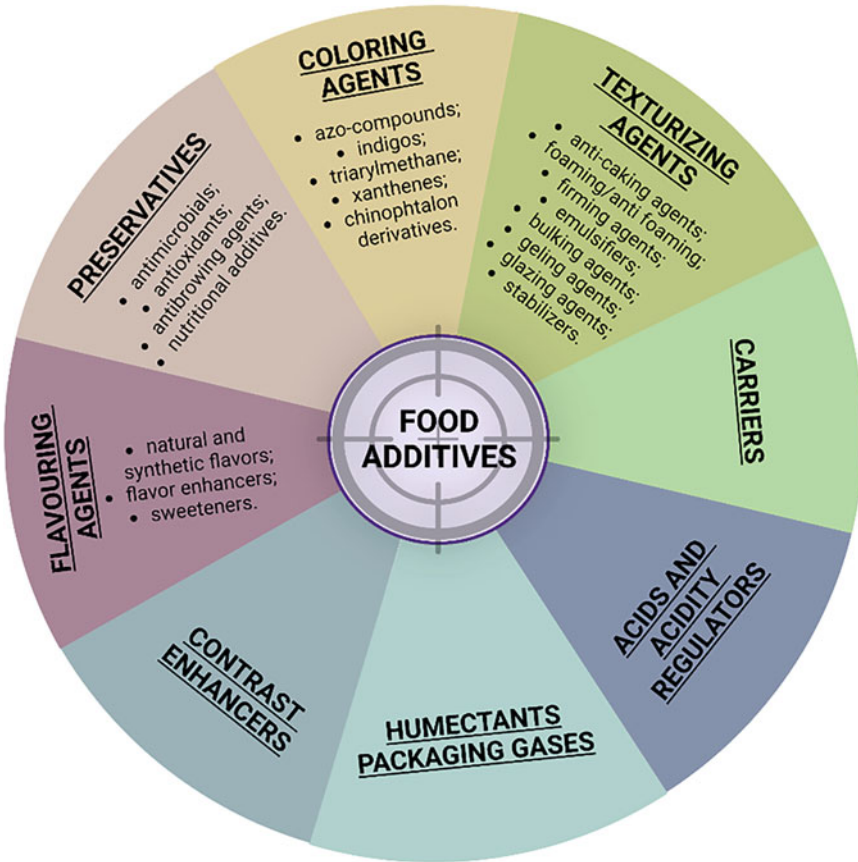 FOOD
ADDITIVES
COLORING
AGENTS
• azo-compounds;
• indigos;
• triarylmethane;
• xanthenes;
• chinophtalon
derivatives.
TEXTURIZING
AGENTS
• anti-caking agents;
• foaming/anti foaming;
• firming agents;
• emulsifiers;
• bulking agents;
• geling agents;
• glazing agents;
• stabilizers.
CARRIERS
ACIDS AND
ACIDITY
REGULATORS
HUMECTANTS
PACKAGING GASES
CONTRAST
ENHANCERS
FLAVOURING
AGENTS
• natural and
synthetic flavors;
• flavor enhancers;
• sweeteners.
PRESERVATIVES
• antimicrobials;
• antioxidants;
• antibrowing agents;
• nutritional additives.